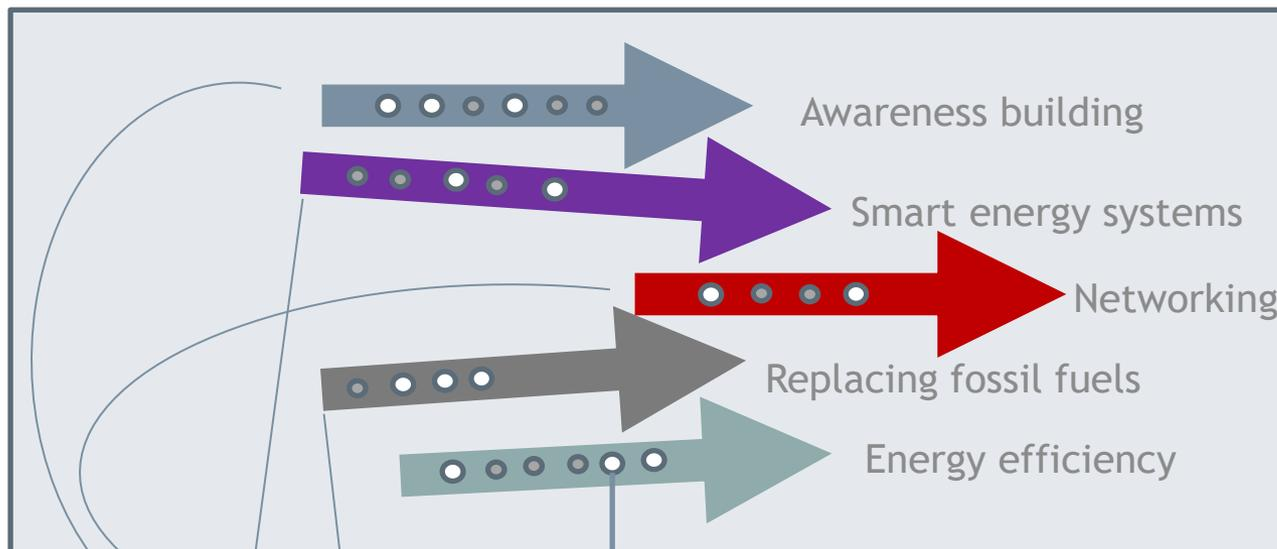 Awareness building
Smart energy systems
Networking
Replacing fossil fuels
Energy efficiency